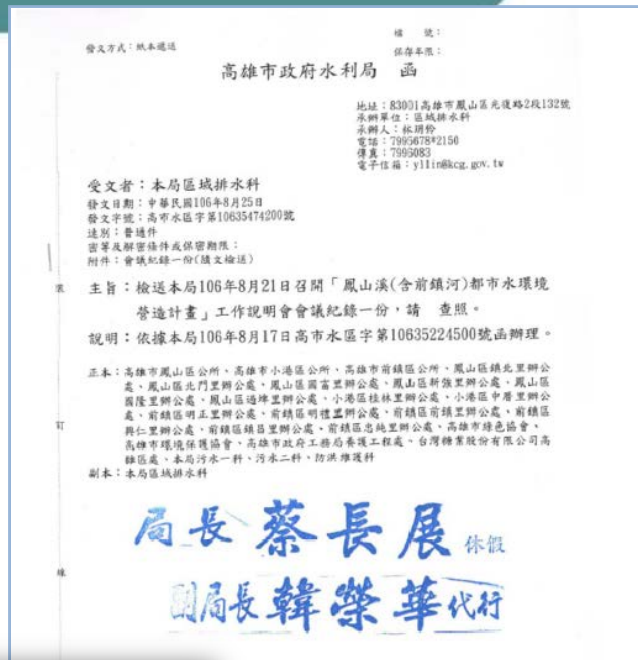 檔　　號：
保存年限：
發文方式：紙本遞送
高雄市政府水利局　函
地址：83001高雄市鳳山區光復路2段132號
承辦單位：區域排水科
承辦人：林玥伶
電話：7995678#2150
傳真：7996083
電子信箱：yllin@kcg.gov.tw
受文者：本局區域排水科
發文日期：中華民國106年8月25日
發文字號：高市水區字第10635474200號
速別：普通件
密等及解密條件或保密期限：
附件：會議紀錄一份(隨文檢送)
主旨：檢送本局106年8月21日召開「鳳山溪(含前鎮河)都市水環境
營造計畫」工作說明會會議紀錄一份，請　查照。
說明：依據本局106年8月17日高市水區字第10635224500號函辦理。
正本：高雄市鳳山區公所、高雄市小港區公所、高雄市前鎮區公所、鳳山區鎮北里辦公
處、鳳山區北門里辦公處、鳳山區國富里辦公處、鳳山區新強里辦公處、鳳山區
國隆里辦公處、鳳山區過埤里辦公處、小港區桂林里辦公處、小港區中厝里辦公
處、前鎮區明正里辦公處、前鎮區明禮里辦公處、前鎮區前鎮里辦公處、前鎮區
興仁里辦公處、前鎮區鎮昌里辦公處、前鎮區忠純里辦公處、高雄市綠色協會、
高雄市環境保護協會、高雄市政府工務局養護工程處、台灣糖業股份有限公司高
雄區處、本局污水一科、污水二科、防洪維護科
副本：本局區域排水科
訂
線
局長 蔡長展 休假
副局長 韓榮華 代行